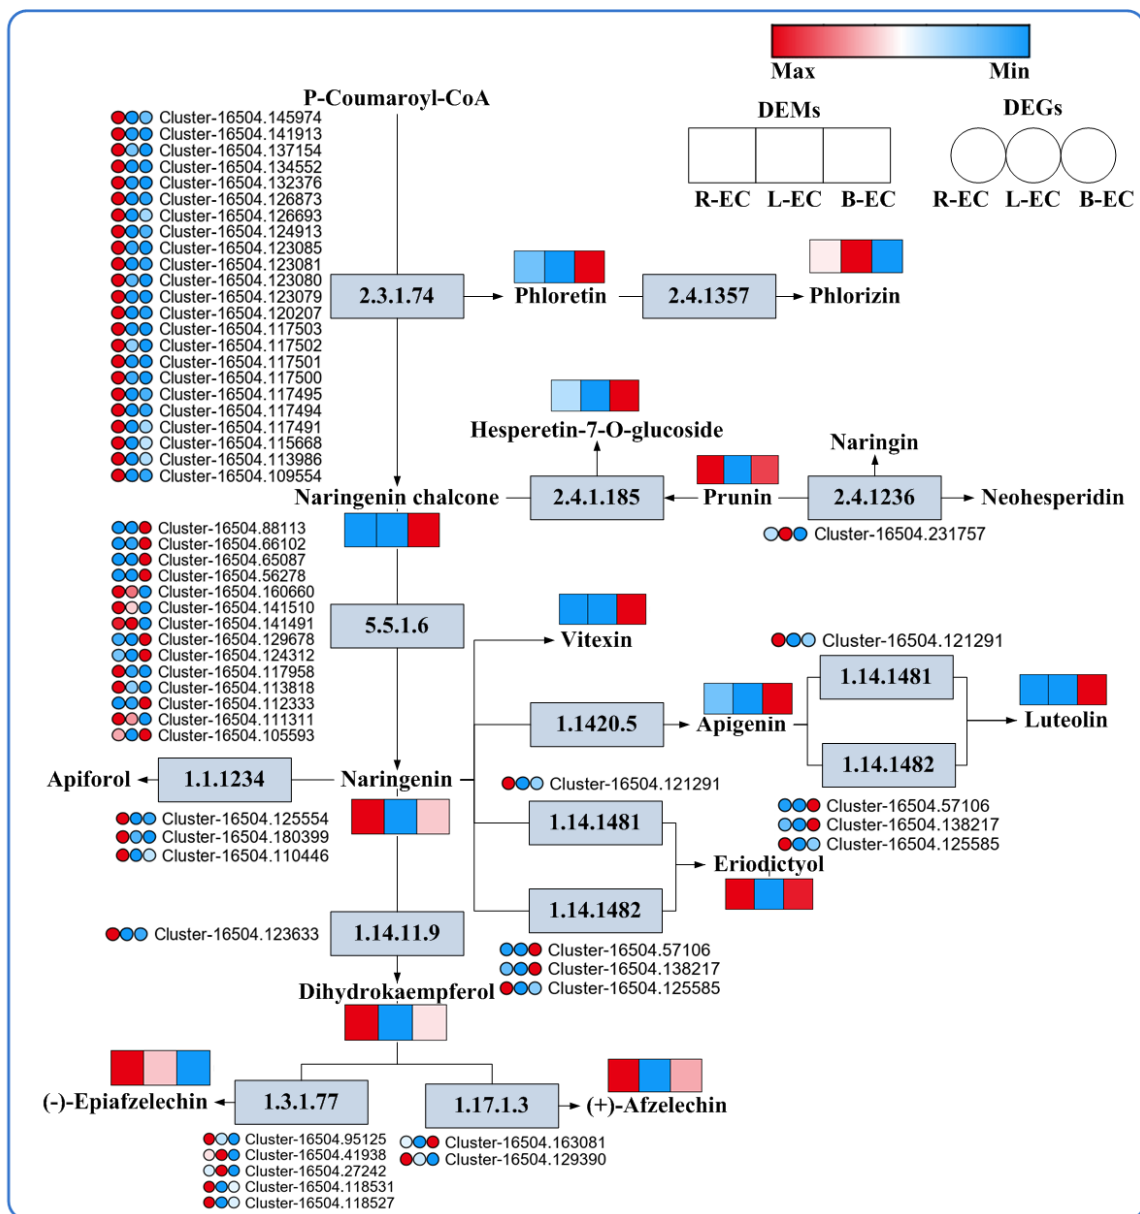 Max
Min
DEMs
DEGs
R-EC
L-EC
B-EC
R-EC
L-EC
B-EC
P-Coumaroyl-CoA
Cluster-16504.145974
Cluster-16504.141913
Cluster-16504.137154
Cluster-16504.134552
Cluster-16504.132376
Cluster-16504.126873
Cluster-16504.126693
Cluster-16504.124913
Cluster-16504.123085
Cluster-16504.123081
Cluster-16504.123080
Cluster-16504.123079
Cluster-16504.120207
Cluster-16504.117503
Cluster-16504.117502
Cluster-16504.117501
Cluster-16504.117500
Cluster-16504.117495
Cluster-16504.117494
Cluster-16504.117491
Cluster-16504.115668
Cluster-16504.113986
Cluster-16504.109554
2.3.1.74
Phloretin
2.4.1357
Phlorizin
Hesperetin-7-O-glucoside
Naringin
Naringenin chalcone
2.4.1.185
Prunin
2.4.1236
Neohesperidin
Cluster-16504.231757
Cluster-16504.88113
Cluster-16504.66102
Cluster-16504.65087
Cluster-16504.56278
Cluster-16504.160660
Cluster-16504.141510
Cluster-16504.141491
Cluster-16504.129678
Cluster-16504.124312
Cluster-16504.117958
Cluster-16504.113818
Cluster-16504.112333
Cluster-16504.111311
Cluster-16504.105593
5.5.1.6
Vitexin
Cluster-16504.121291
1.14.1481
1.1420.5
Apigenin
Luteolin
1.14.1482
Cluster-16504.57106
Cluster-16504.138217
Cluster-16504.125585
Apiforol
1.1.1234
Naringenin
Cluster-16504.125554
Cluster-16504.180399
Cluster-16504.110446
Cluster-16504.121291
1.14.1481
Eriodictyol
1.14.1482
Cluster-16504.57106
Cluster-16504.138217
Cluster-16504.125585
Cluster-16504.123633
1.14.11.9
Dihydrokaempferol
(-)-Epiafzelechin
1.3.1.77
1.17.1.3
(+)-Afzelechin
Cluster-16504.95125
Cluster-16504.41938
Cluster-16504.27242
Cluster-16504.118531
Cluster-16504.118527
Cluster-16504.163081
Cluster-16504.129390